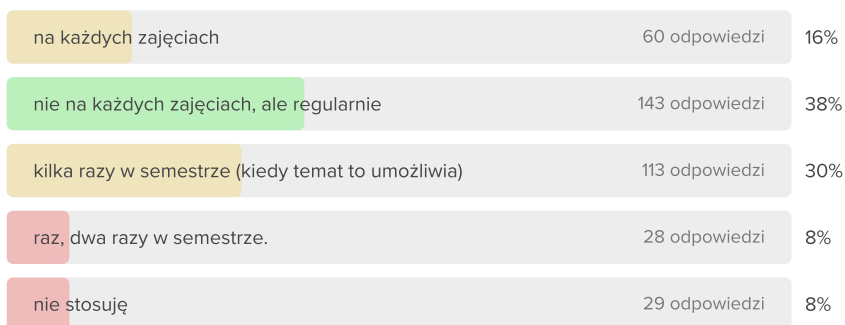 na każdych zajęciach 60 odpowiedzi 16%
nie na każdych zajęciach, ale regularnie 143 odpowiedzi 38%
kilka razy w semestrze (kiedy temat to umożliwia) 113 odpowiedzi 30%
raz, dwa razy w semestrze. 28 odpowiedzi 8%
nie stosuję 29 odpowiedzi 8%